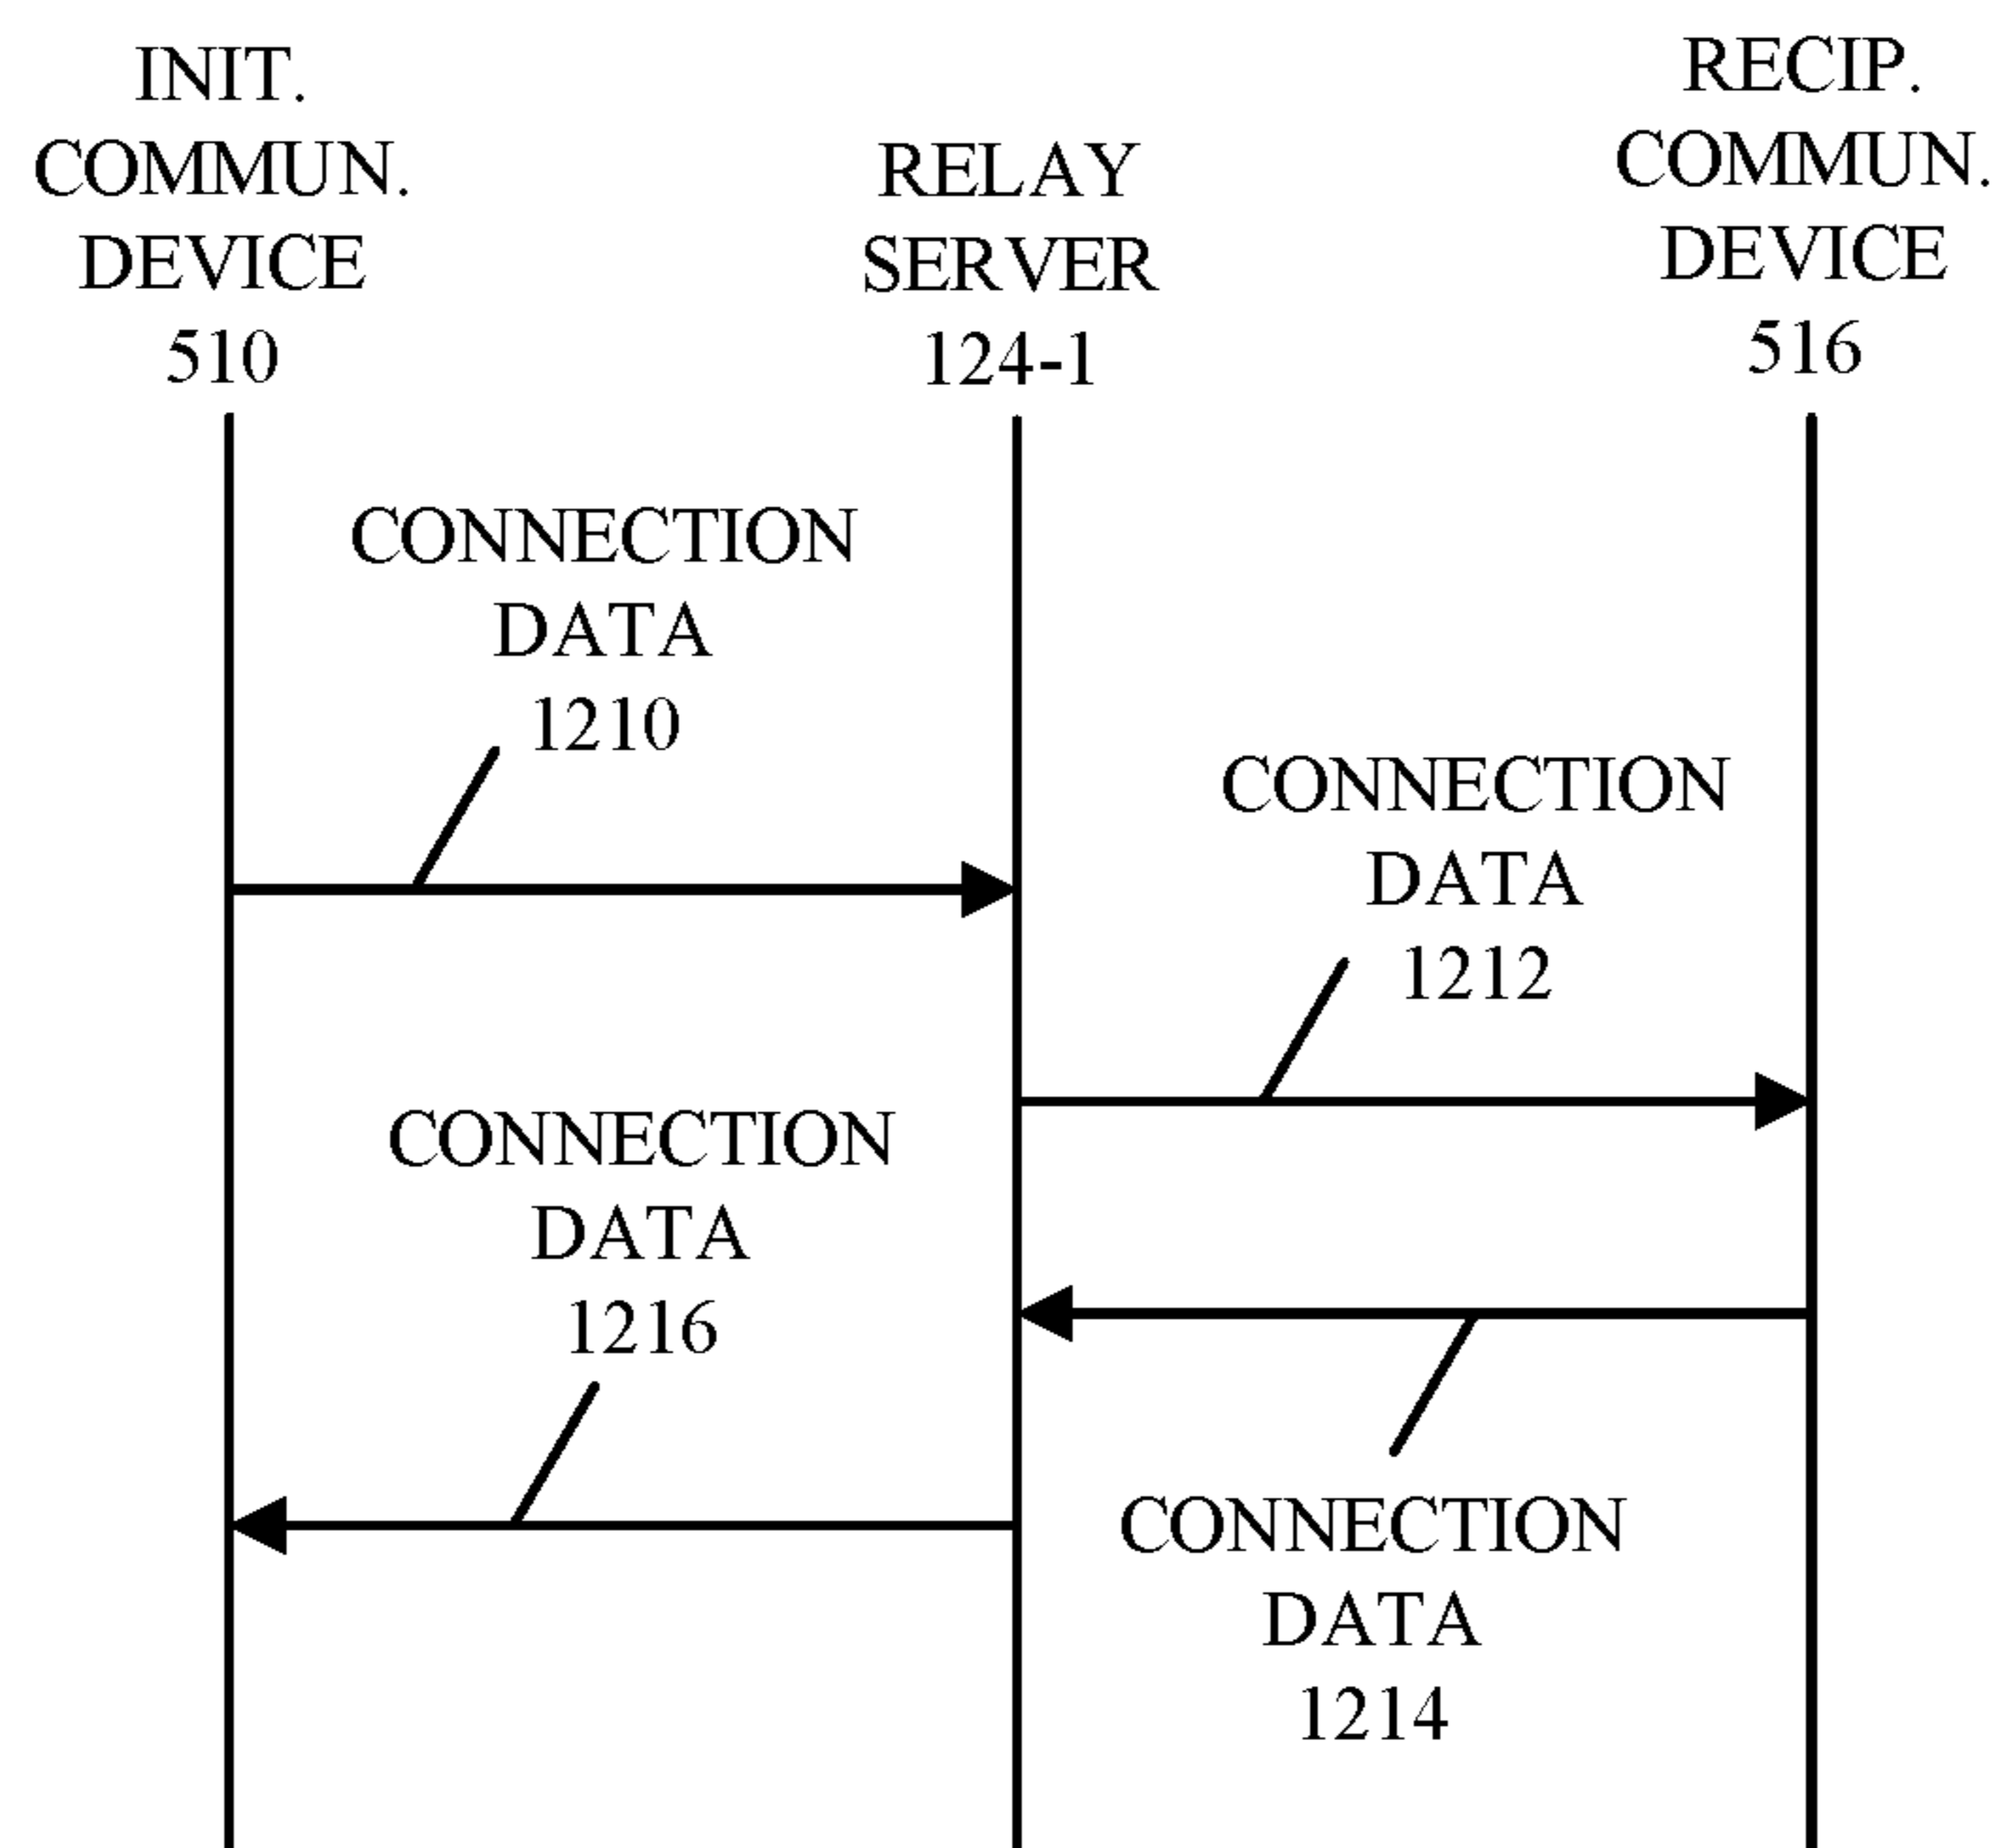 INIT.
COMMUN.
DEVICE
510
RELAY
SERVER
124-1
RECIP.
COMMUN.
DEVICE
516
CONNECTION
DATA
1210
CONNECTION
DATA
1212
CONNECTION
DATA
1216
CONNECTION
DATA
1214